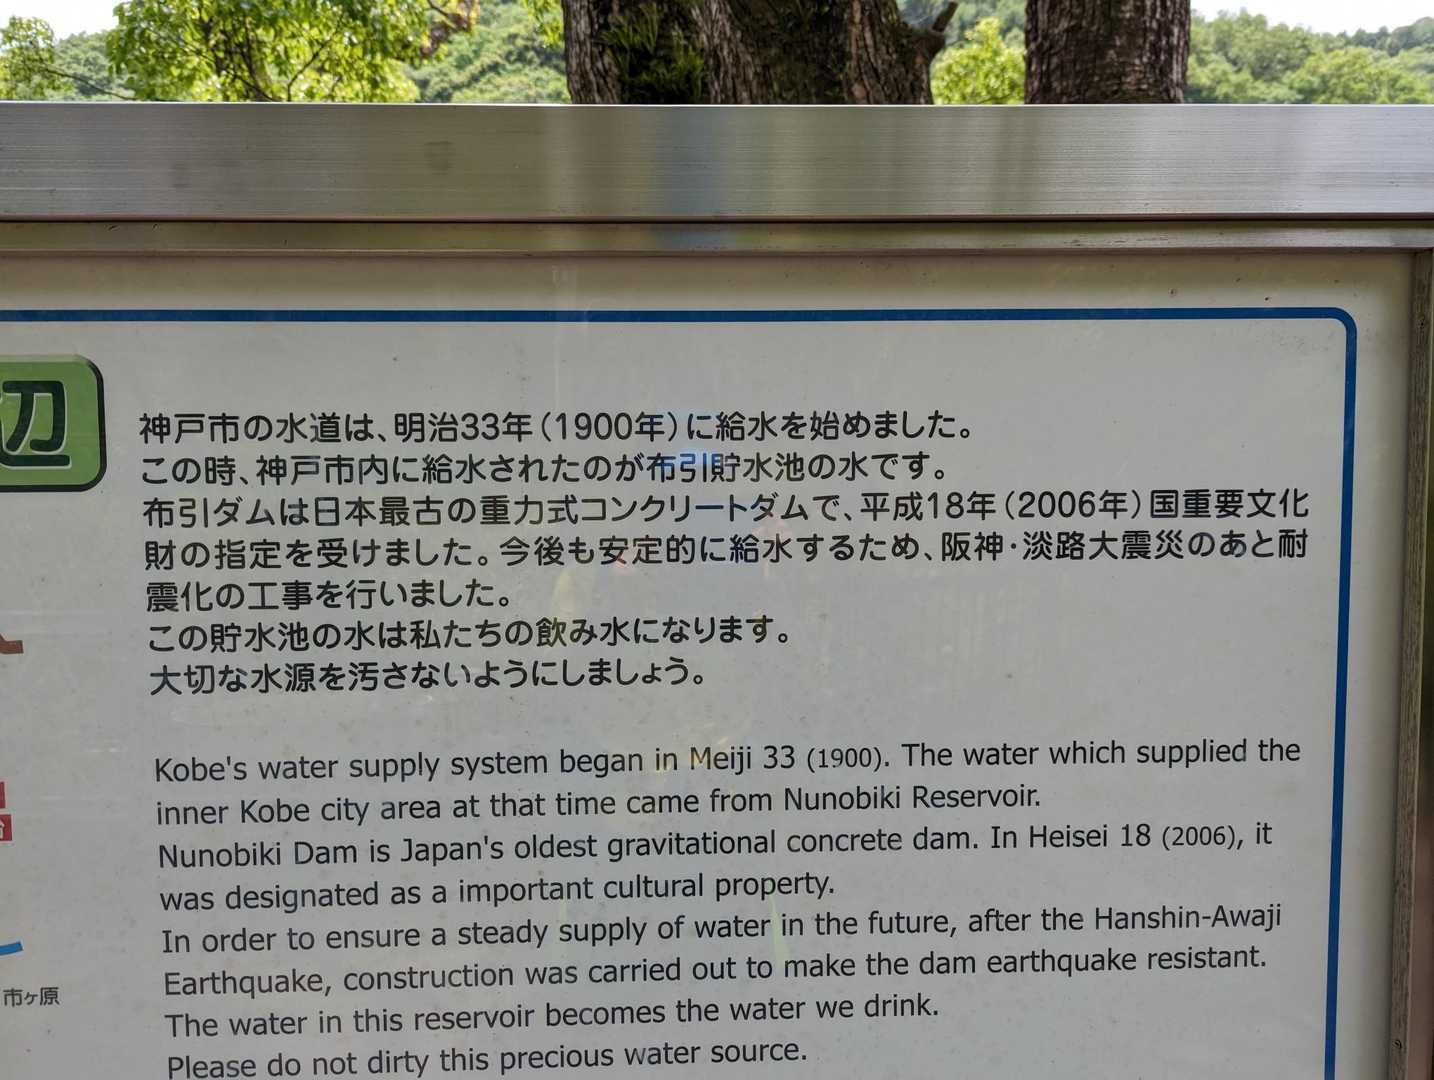 辺
神戸市の水道は、明治33年（1900年）に給水を始めました。
この時、神戸市内に給水されたのが布引貯水池の水です。
布引ダムは日本最古の重力式コンクリートダムで、平成18年（2006年）国重要文化
財の指定を受けました。今後も安定的に給水するため、阪神・淡路大震災のあと耐
震化の工事を行いました。
この貯水池の水は私たちの飲み水になります。
大切な水源を汚さないようにしましょう。
Kobe's water supply system began in Meiji 33 (1900). The water which supplied the
inner Kobe city area at that time came from Nunobiki Reservoir.
Nunobiki Dam is Japan's oldest gravitational concrete dam. In Heisei 18 (2006), it
was designated as a important cultural property.
In order to ensure a steady supply of water in the future, after the Hanshin-Awaji
Earthquake, construction was carried out to make the dam earthquake resistant.
The water in this reservoir becomes the water we drink.
Please do not dirty this precious water source.
市ヶ原